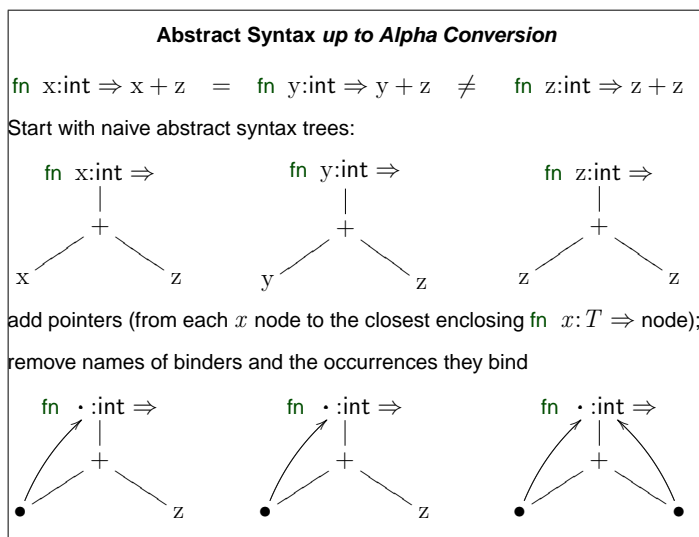 Abstract Syntax up to Alpha Conversion
fn x:int ⇒ x + z = fn y:int ⇒ y + z ≠ fn z:int ⇒ z + z
Start with naive abstract syntax trees:
fn x:int ⇒ fn y:int ⇒ fn z:int ⇒
+ + +
x z y z z z
add pointers (from each x node to the closest enclosing fn x:T ⇒ node);
remove names of binders and the occurrences they bind
fn · :int ⇒ fn · :int ⇒ fn · :int ⇒
+ + +
• z • z • •